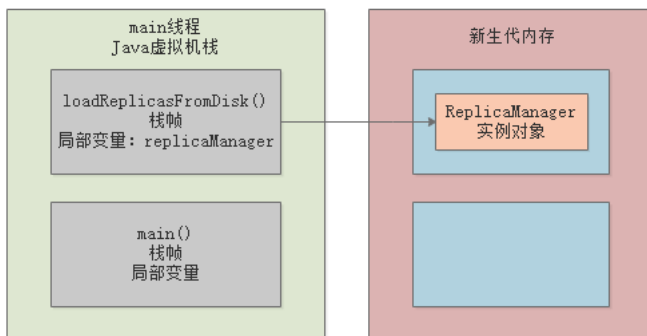 main线程
Java虚拟机栈
loadReplicasFromDisk()
栈帧
局部变量：replicaManager
main()
栈帧
局部变量
新生代内存
ReplicaManager
实例对象